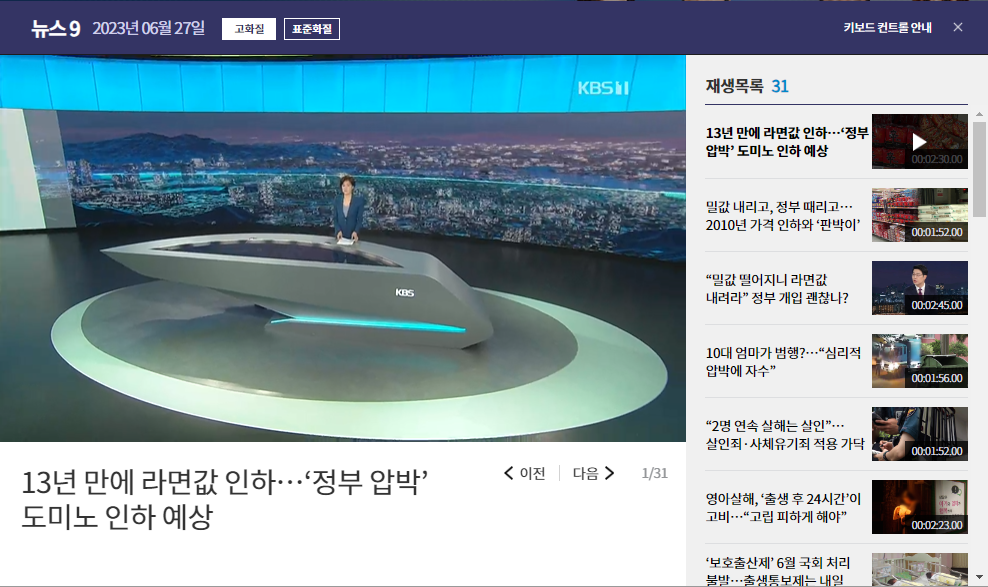 뉴스 9 2023년 06월 27일 고화질 표준화질 키보드 컨트롤 안내 ×
KBS 1
KBS
13년 만에 라면값 인하…‘정부 압박’
도미노 인하 예상
이전 다음 1/31
재생목록 31
13년 만에 라면값 인하…‘정부
압박’ 도미노 인하 예상
00:02:30.00
밀값 내리고, 정부 때리고…
2010년 가격 인하와 ‘판박이’
00:01:52.00
“밀값 떨어지니 라면값
내려라” 정부 개입 괜찮나?
00:02:45.00
10대 엄마가 범행?…“심리적
압박에 자수”
00:01:56.00
“2명 연속 살해는 살인”…
살인죄·사체유기죄 적용 가닥
00:01:52.00
영아살해, ‘출생 후 24시간’이
고비…“고립 피하게 해야”
00:02:23.00
‘보호출산제’ 6월 국회 처리
불발…출생통보제는 내일